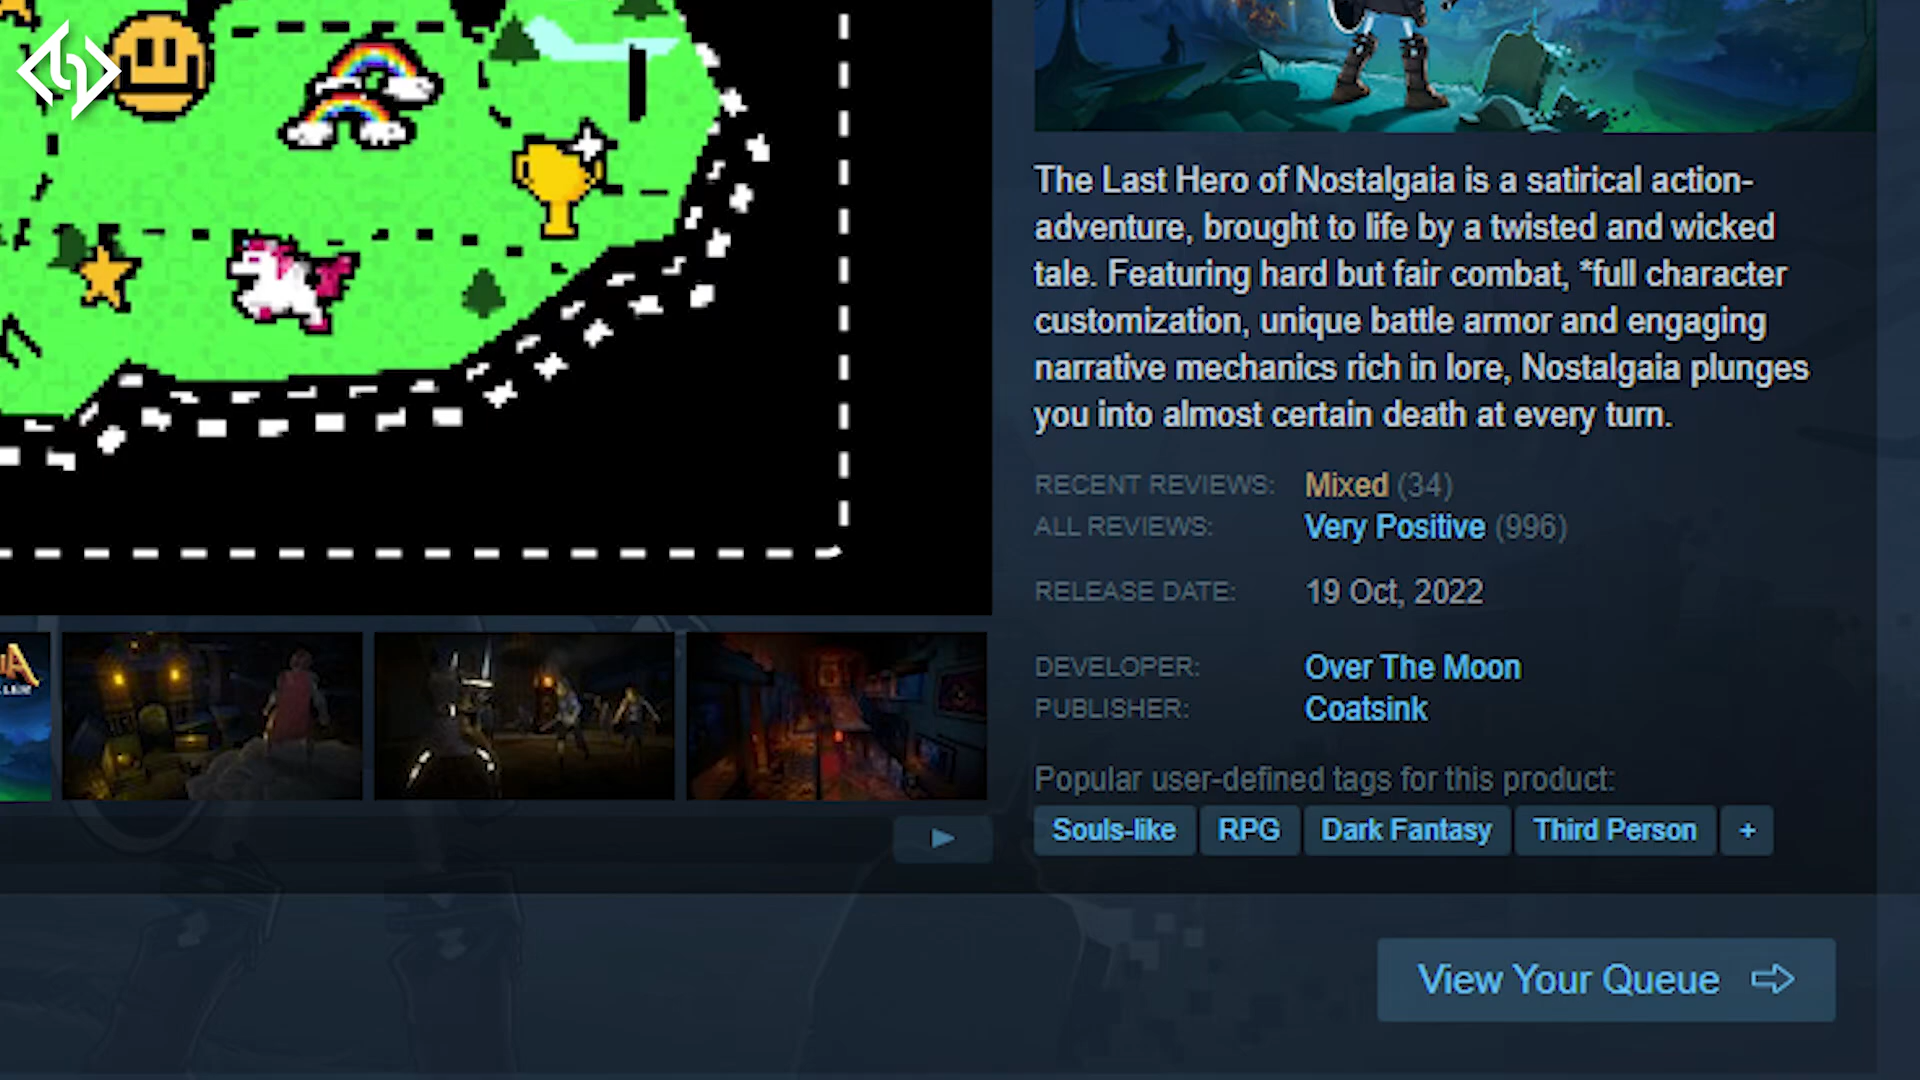 The Last Hero of Nostalgaia is a satirical action-
adventure, brought to life by a twisted and wicked
tale. Featuring hard but fair combat, *full character
customization, unique battle armor and engaging
narrative mechanics rich in lore, Nostalgaia plunges
you into almost certain death at every turn.
RECENT REVIEWS: Mixed (34)
ALL REVIEWS: Very Positive (996)
RELEASE DATE: 19 Oct, 2022
DEVELOPER: Over The Moon
PUBLISHER: Coatsink
Popular user-defined tags for this product:
Souls-like RPG Dark Fantasy Third Person +
View Your Queue